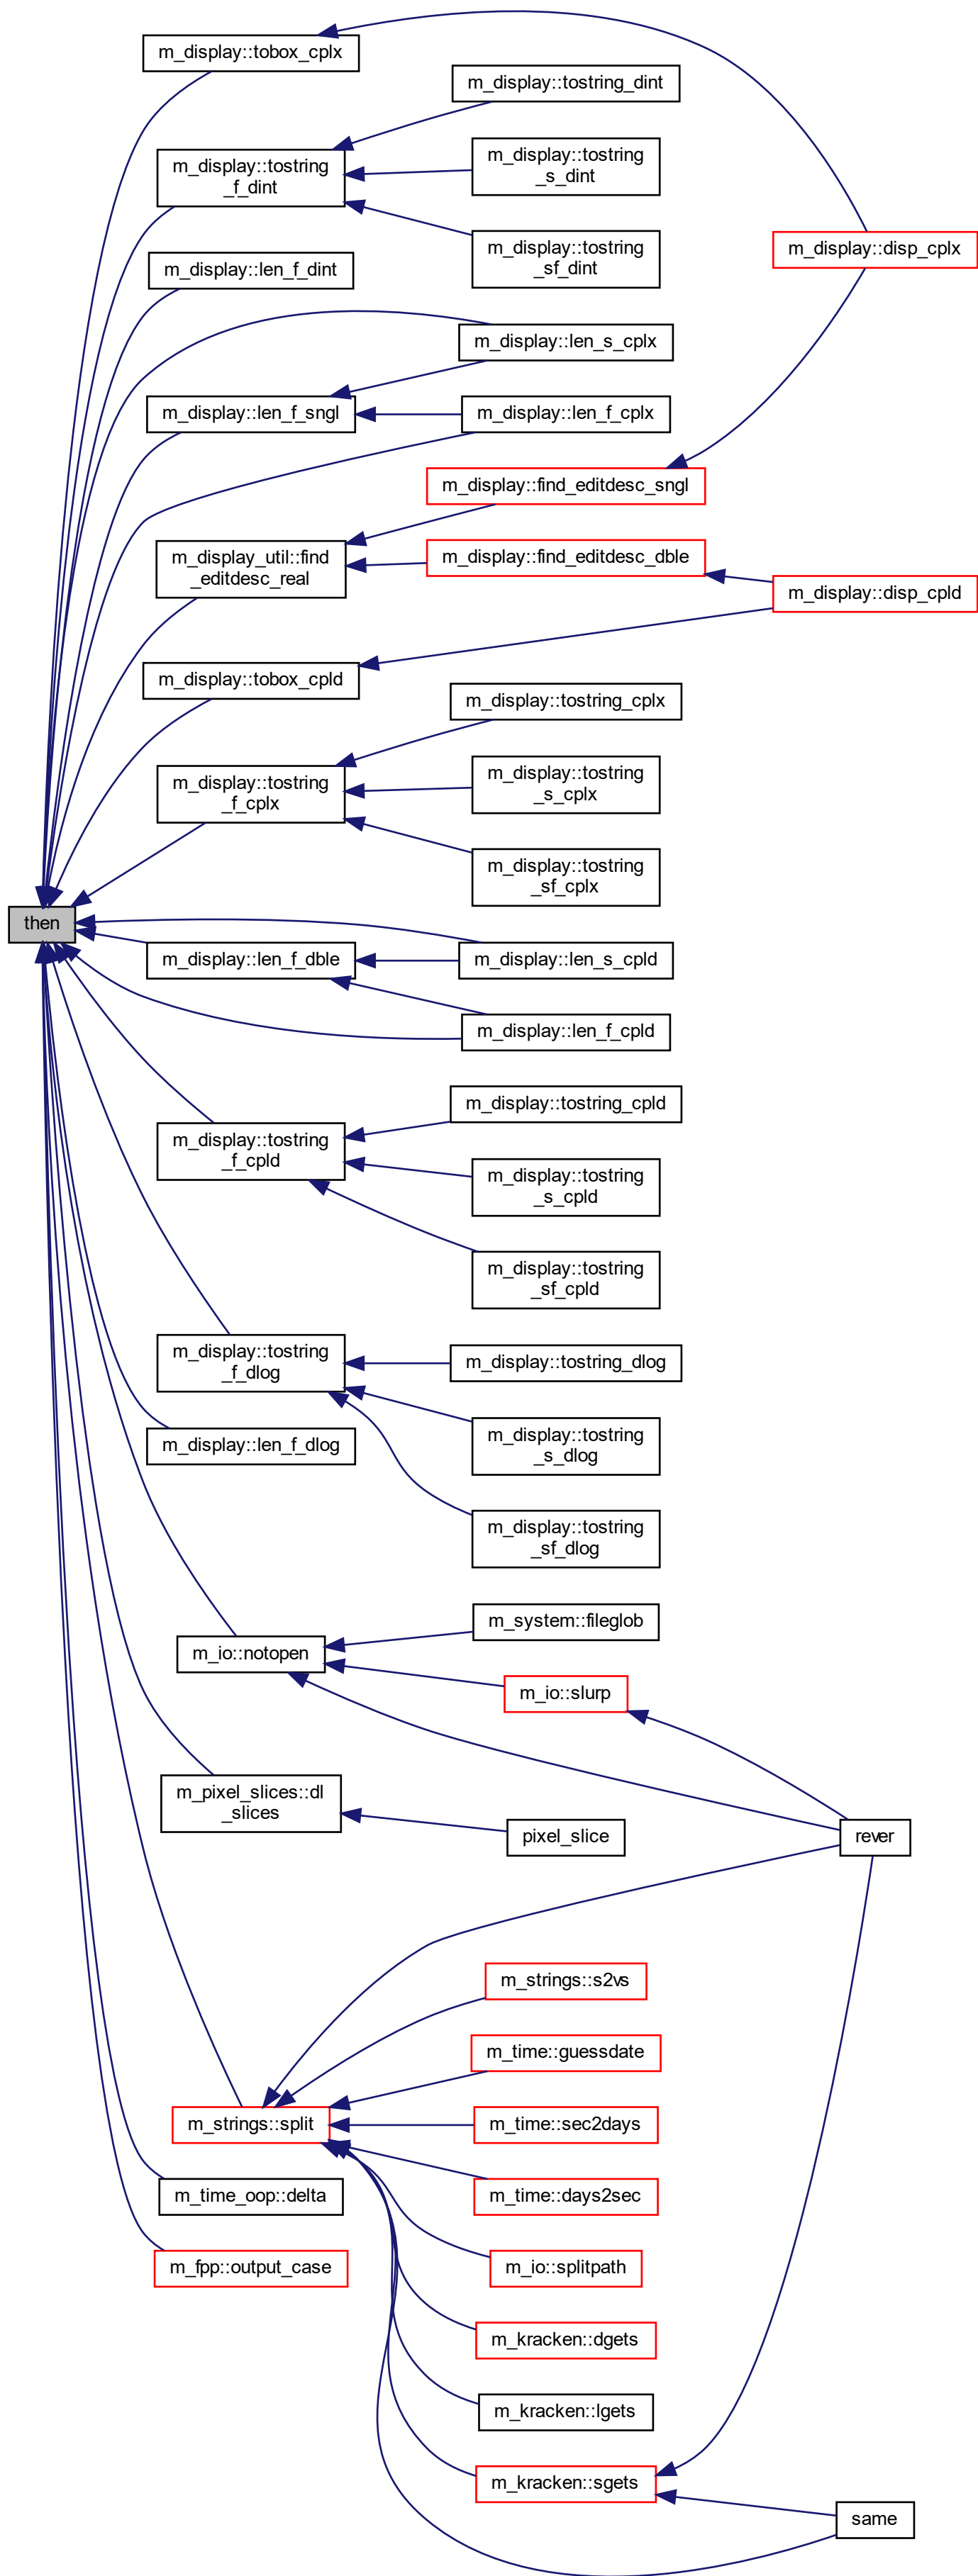 m_display::tobox_cplx
m_display::tostring_dint
m_display::tostring
_s_dint
m_display::tostring
_f_dint
m_display::tostring
_sf_dint
m_display::disp_cplx
m_display::len_f_dint
m_display::len_s_cplx
m_display::len_f_sngl
m_display::len_f_cplx
m_display::find_editdesc_sngl
m_display_util::find
_editdesc_real
m_display::find_editdesc_dble
m_display::disp_cpld
m_display::tobox_cpld
m_display::tostring_cplx
m_display::tostring
_f_cplx
m_display::tostring
_s_cplx
m_display::tostring
_sf_cplx
then
m_display::len_f_dble
m_display::len_s_cpld
m_display::len_f_cpld
m_display::tostring_cpld
m_display::tostring
_f_cpld
m_display::tostring
_s_cpld
m_display::tostring
_sf_cpld
m_display::tostring
_f_dlog
m_display::tostring_dlog
m_display::len_f_dlog
m_display::tostring
_s_dlog
m_display::tostring
_sf_dlog
m_system::fileglob
m_io::notopen
m_io::slurp
m_pixel_slices::dl
_slices
pixel_slice
rever
m_strings::s2vs
m_time::guessdate
m_strings::split
m_time::sec2days
m_time_oop::delta
m_time::days2sec
m_fpp::output_case
m_io::splitpath
m_kracken::dgets
m_kracken::lgets
m_kracken::sgets
same